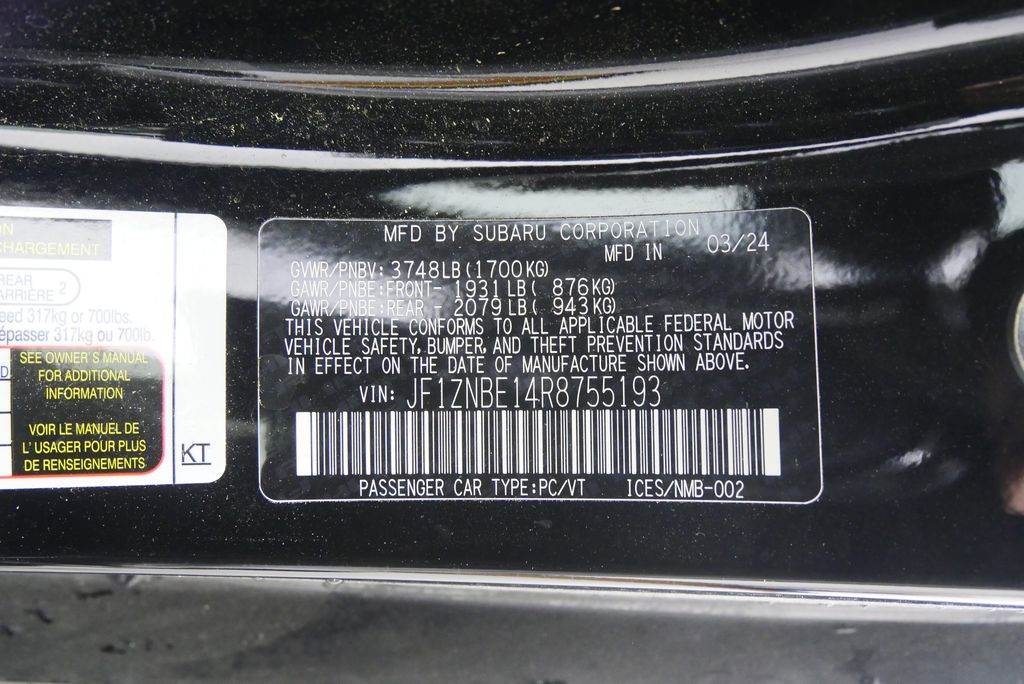 CHARGEMENT
REAR
ARRIÈRE 2
eed 317kg or 700lbs.
épasser 317kg ou 700lb.
SEE OWNER'S MANUAL
FOR ADDITIONAL
INFORMATION
VOIR LE MANUEL DE
L'USAGER POUR PLUS
DE RENSEIGNEMENTS
KT
MFD BY SUBARU CORPORATION
MFD IN 03/24
GVWR/PNBV: 3748LB(1700KG)
GAWR/PNBE:FRONT- 1931LB( 876KG)
GAWR/PNBE:REAR - 2079LB( 943KG)
THIS VEHICLE CONFORMS TO ALL APPLICABLE FEDERAL MOTOR
VEHICLE SAFETY, BUMPER, AND THEFT PREVENTION STANDARDS
IN EFFECT ON THE DATE OF MANUFACTURE SHOWN ABOVE.
VIN: JF1ZNBE14R8755193
PASSENGER CAR TYPE:PC/VT ICES/NMB-002